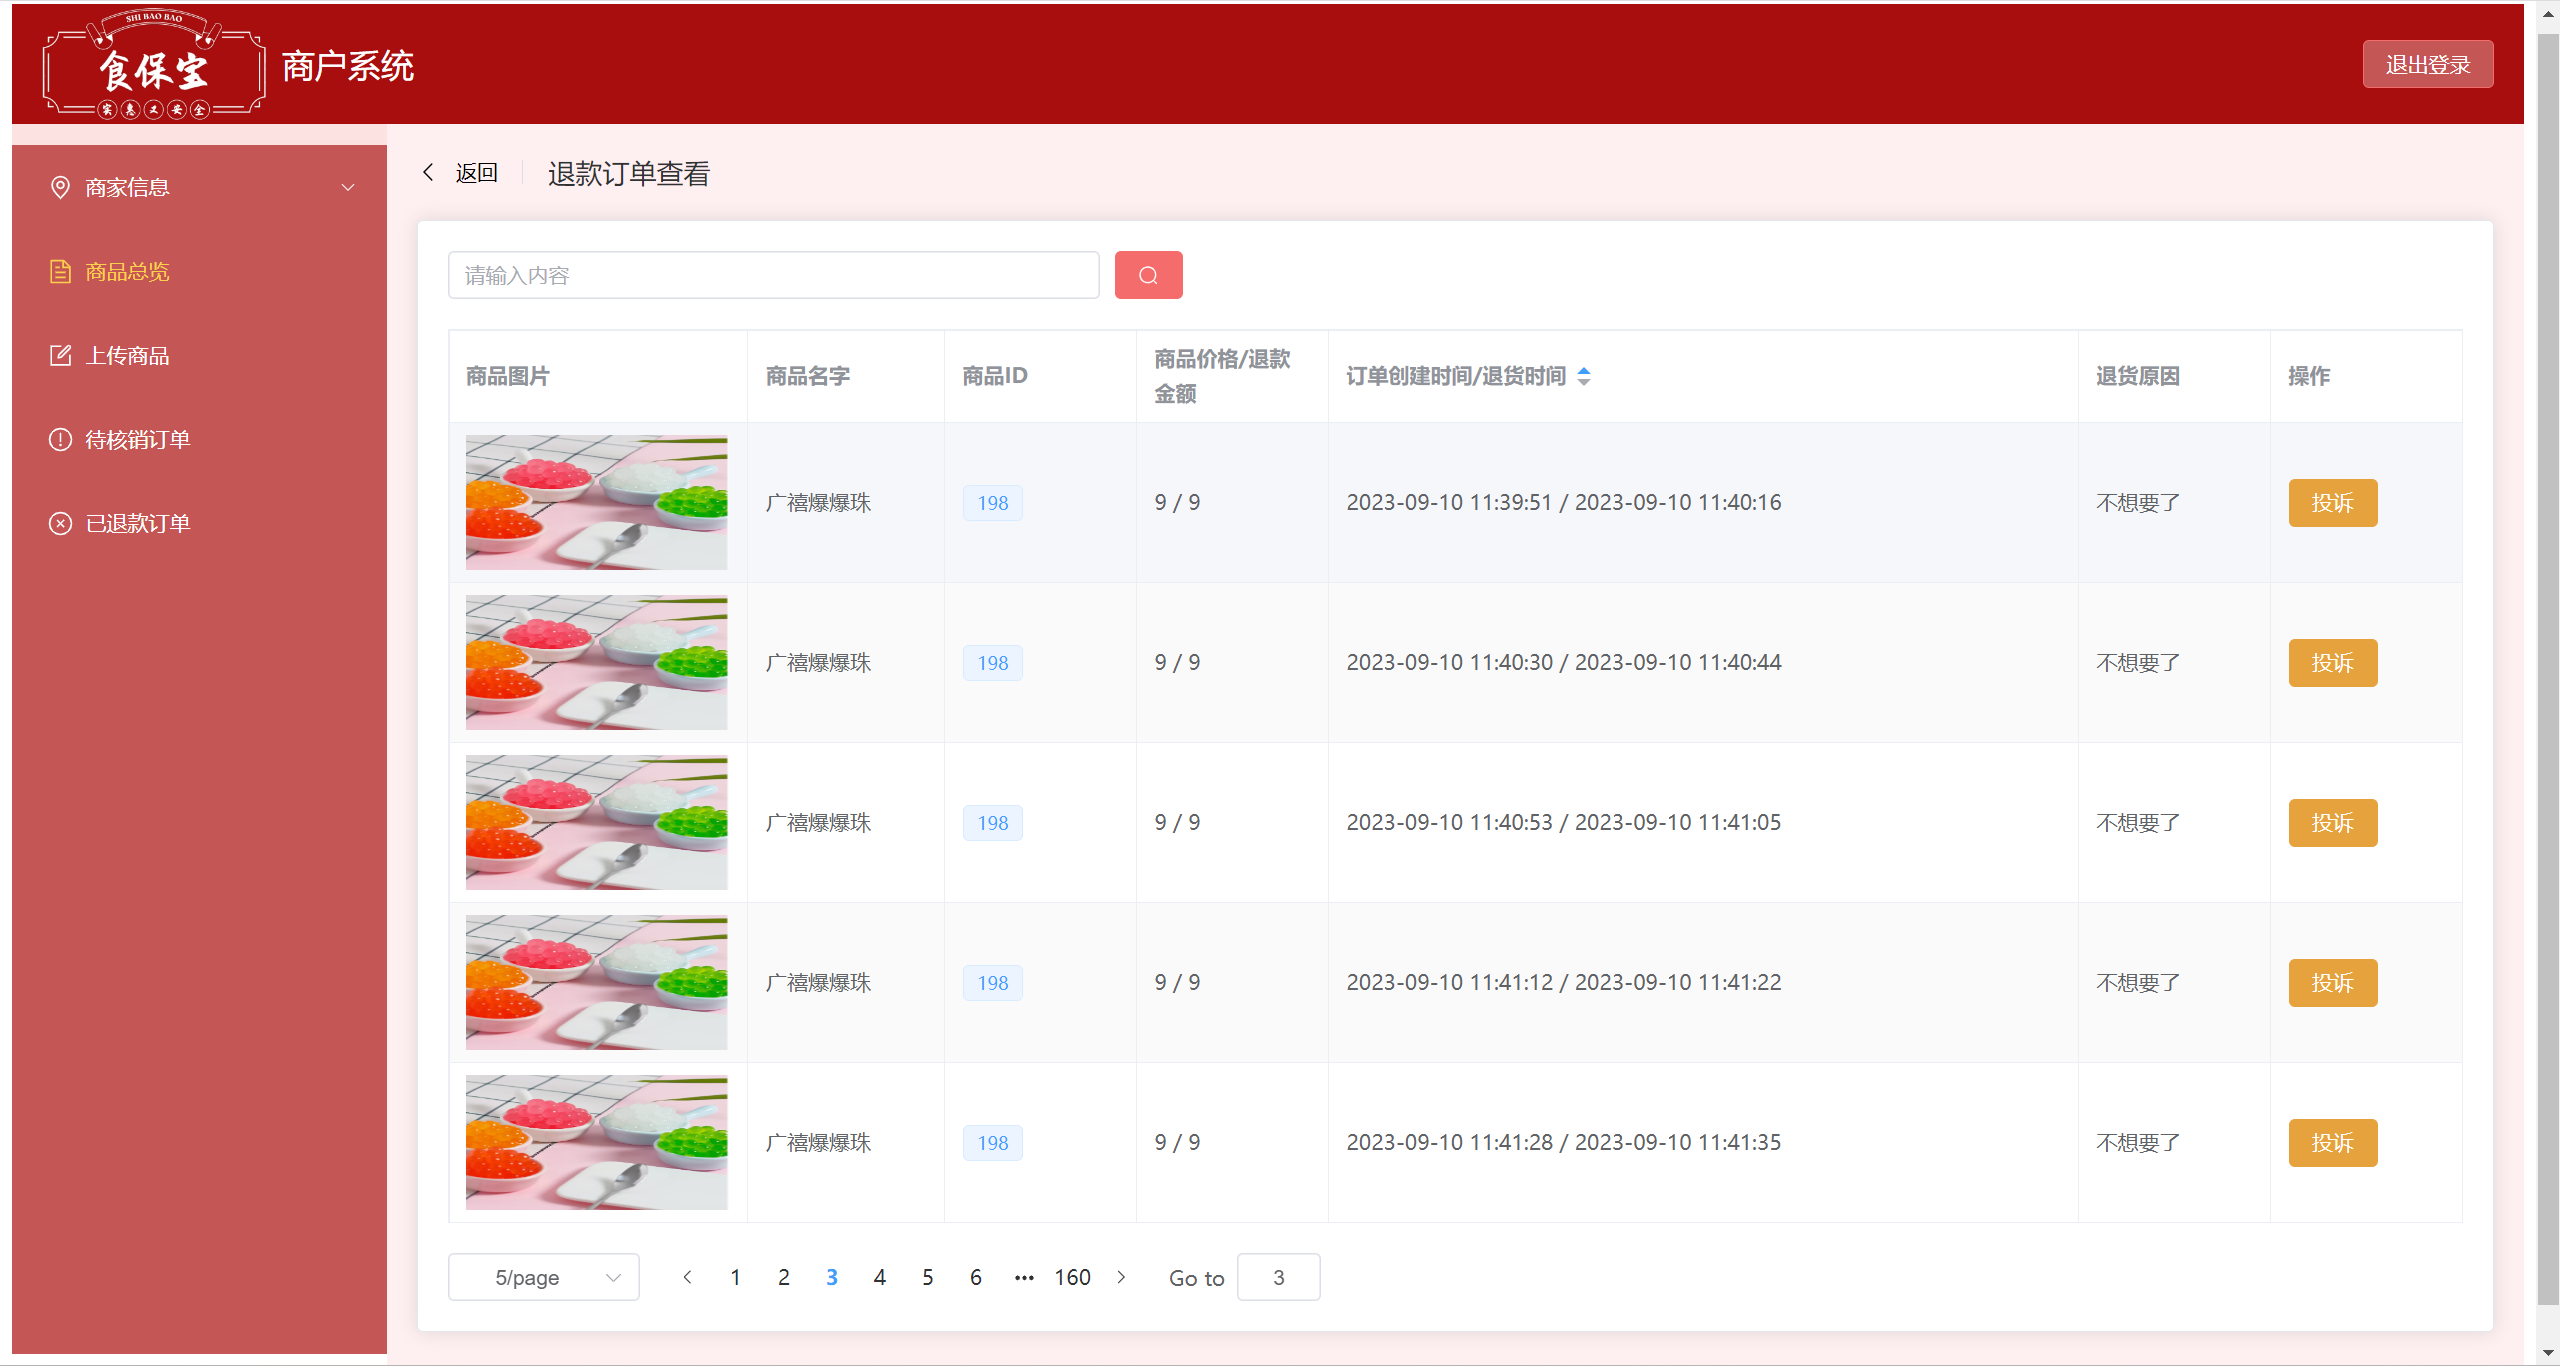 SHI BAO BAO
食保宝
实惠又安全
商户系统
退出登录
商家信息
商品总览
上传商品
待核销订单
已退款订单
返回
退款订单查看
请输入内容
商品图片
商品名字
商品ID
商品价格/退款
金额
订单创建时间/退货时间
退货原因
操作
广禧爆爆珠
198
9 / 9
2023-09-10 11:39:51 / 2023-09-10 11:40:16
不想要了
投诉
广禧爆爆珠
198
9 / 9
2023-09-10 11:40:30 / 2023-09-10 11:40:44
不想要了
投诉
广禧爆爆珠
198
9 / 9
2023-09-10 11:40:53 / 2023-09-10 11:41:05
不想要了
投诉
广禧爆爆珠
198
9 / 9
2023-09-10 11:41:12 / 2023-09-10 11:41:22
不想要了
投诉
广禧爆爆珠
198
9 / 9
2023-09-10 11:41:28 / 2023-09-10 11:41:35
不想要了
投诉
5/page
1 2 3 4 5 6 ••• 160
Go to 3